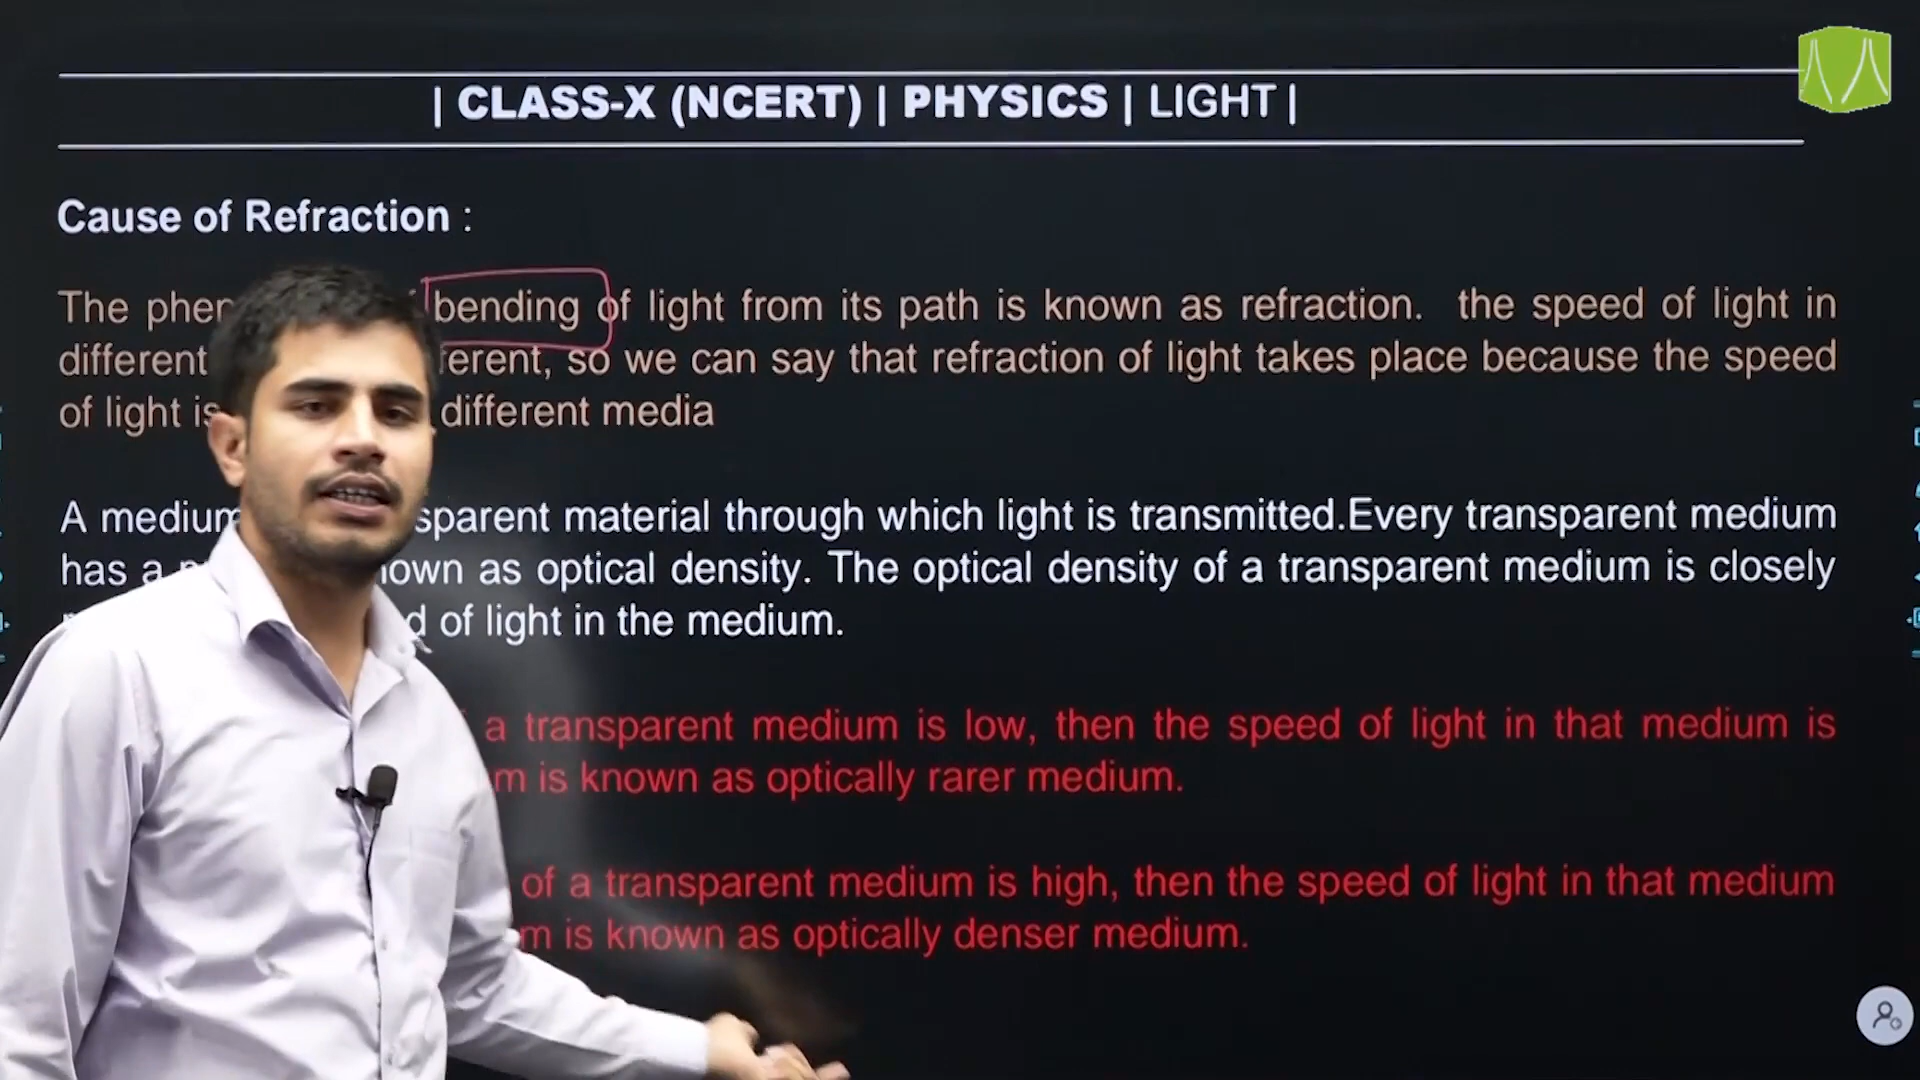 | CLASS-X (NCERT) | PHYSICS | LIGHT |
Cause of Refraction :
The bending of light from its path is known as refraction. the speed of light in
different so we can say that refraction of light takes place because the speed
of light different media
A medium material through which light is transmitted.Every transparent medium
has a as optical density. The optical density of a transparent medium is closely
of light in the medium.
a transparent medium is low, then the speed of light in that medium is
is known as optically rarer medium.
of a transparent medium is high, then the speed of light in that medium
is known as optically denser medium.